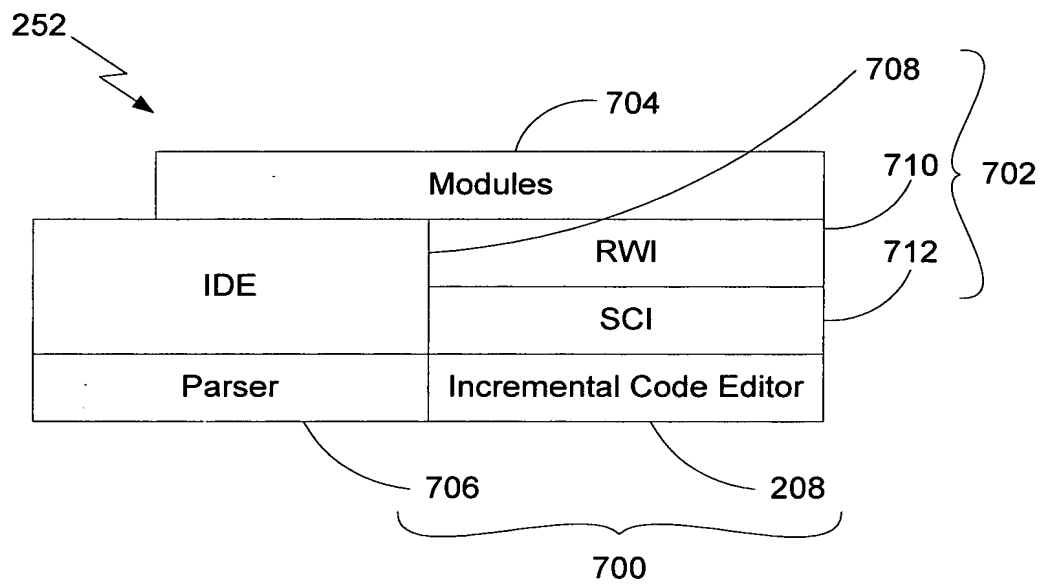 252
708
704
710
702
Modules
RWI
712
IDE
SCI
Parser
Incremental Code Editor
706
208
700